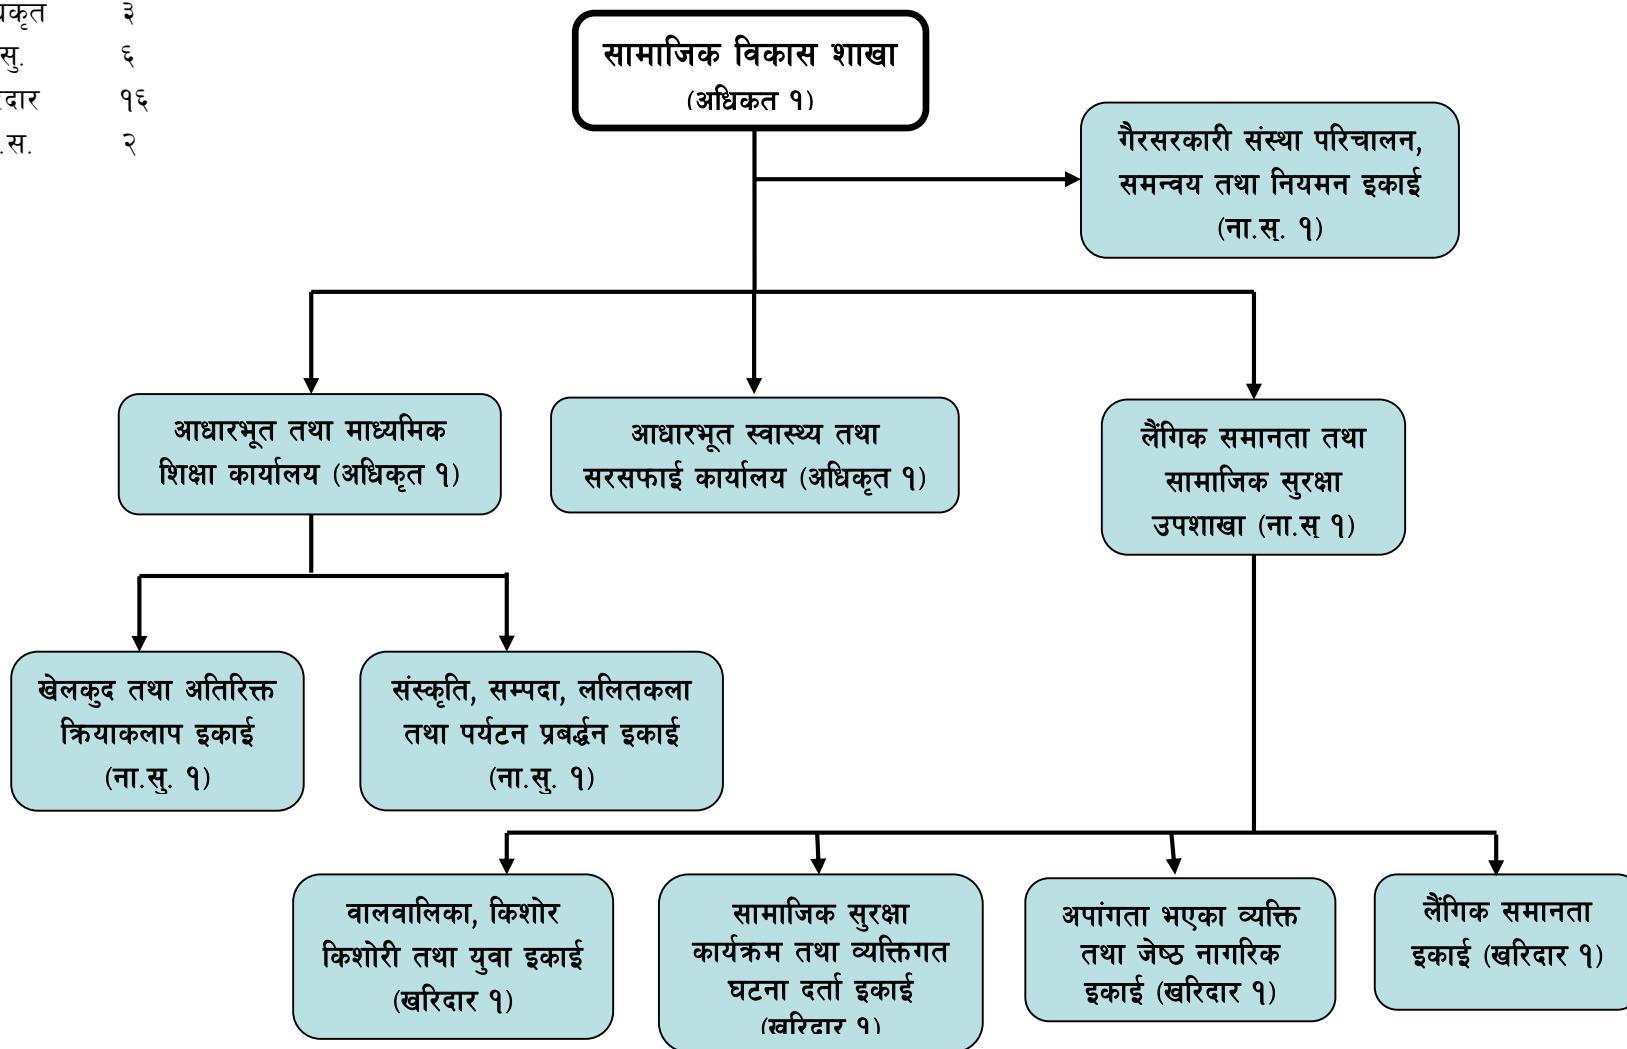 ३
सु. ६
१६
.स. २
सामाजिक विकास शाखा
(अधिकत १)
गैरसरकारी संस्था परिचालन,
समन्वय तथा नियमन इकाई
(ना.सु. १)
आधारभूत तथा माध्यमिक
शिक्षा कार्यालय (अधिकृत १)
आधारभूत स्वास्थ्य तथा
सरसफाई कार्यालय (अधिकृत १)
लैंगिक समानता तथा
सामाजिक सुरक्षा
उपशाखा (ना.सु १)
खेलकुद तथा अतिरिक्त
क्रियाकलाप इकाई
(ना.सु. १)
संस्कृति, सम्पदा, ललितकला
तथा पर्यटन प्रबर्द्धन इकाई
(ना.सु. १)
वालवालिका, किशोर
किशोरी तथा युवा इकाई
(खरिदार १)
सामाजिक सुरक्षा
कार्यक्रम तथा व्यक्तिगत
घटना दर्ता इकाई
(खरिदार १)
अपांगता भएका व्यक्ति
तथा जेष्ठ नागरिक
इकाई (खरिदार १)
लैंगिक समानता
इकाई (खरिदार १)